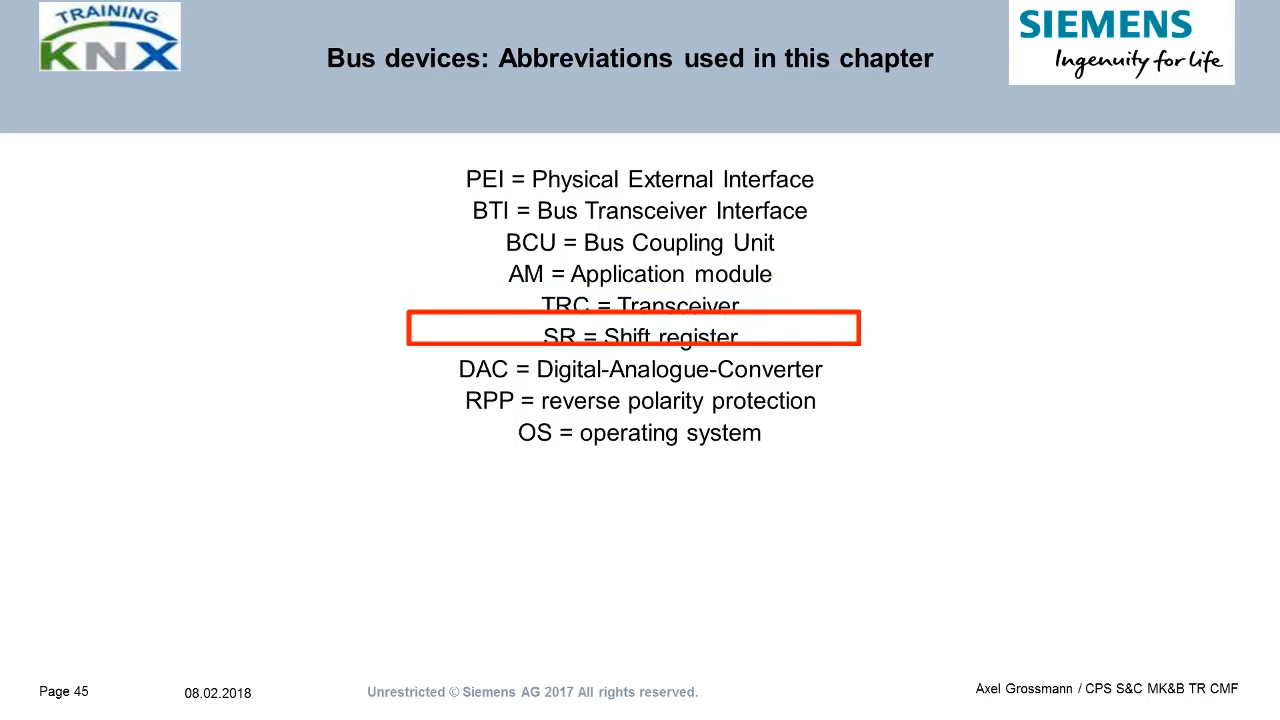 TRAINING
KNX
SIEMENS
Ingenuity for life
Bus devices: Abbreviations used in this chapter
PEI = Physical External Interface
BTI = Bus Transceiver Interface
BCU = Bus Coupling Unit
AM = Application module
TRC = Transceiver
SR = Shift register
DAC = Digital-Analogue-Converter
RPP = reverse polarity protection
OS = operating system
Page 45
08.02.2018
Unrestricted © Siemens AG 2017 All rights reserved.
Axel Grossmann / CPS S&C MK&B TR CMF